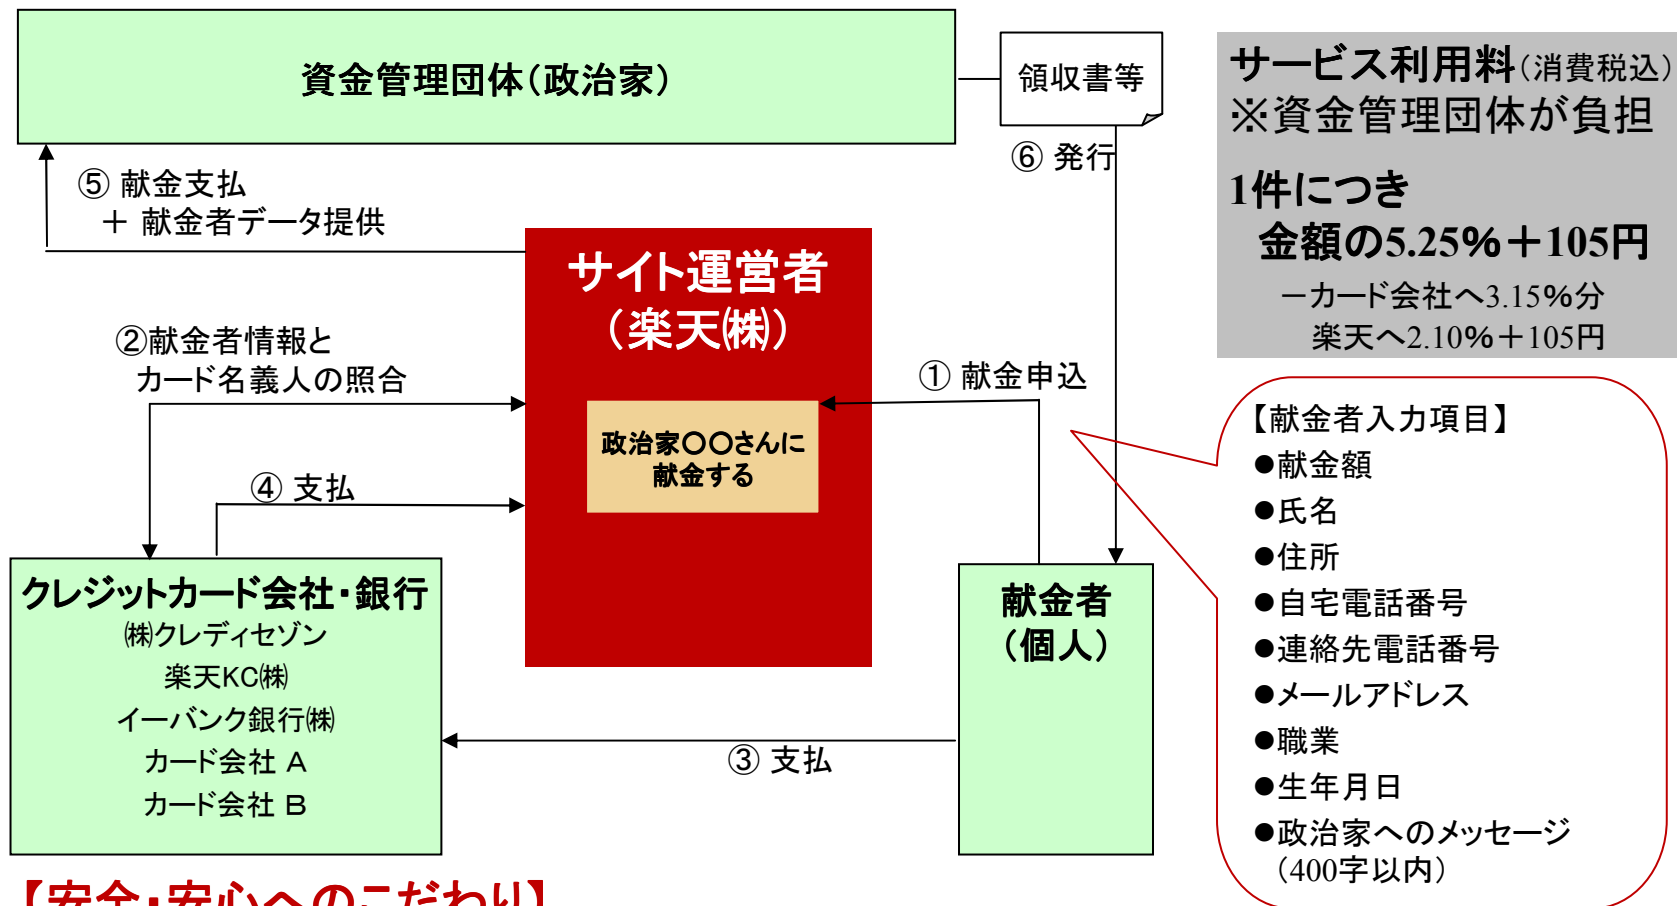 資金管理団体(政治家)
領収書等
⑥ 発行
⑤ 献金支払
＋ 献金者データ提供
サイト運営者
(楽天㈱)
②献金者情報と
カード名義人の照合
① 献金申込
政治家〇〇さんに
献金する
④ 支払
クレジットカード会社・銀行
㈱クレディセゾン
楽天KC㈱
イーバンク銀行㈱
カード会社 A
カード会社 B
献金者
(個人)
③ 支払
サービス利用料(消費税込)
※資金管理団体が負担
1件につき
金額の5.25%＋105円
－カード会社へ3.15%分
楽天へ2.10%＋105円
【献金者入力項目】
●献金額
●氏名
●住所
●自宅電話番号
●連絡先電話番号
●メールアドレス
●職業
●生年月日
●政治家へのメッセージ
(400字以内)
【安全・安心へのこだわり】